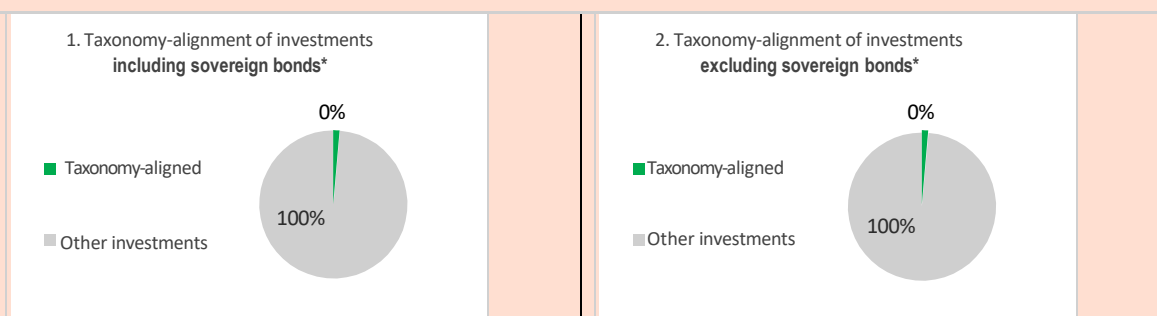 1. Taxonomy-alignment of investments
including sovereign bonds*
0%
Taxonomy-aligned
100%
Other investments
2. Taxonomy-alignment of investments
excluding sovereign bonds*
0%
Taxonomy-aligned
100%
Other investments